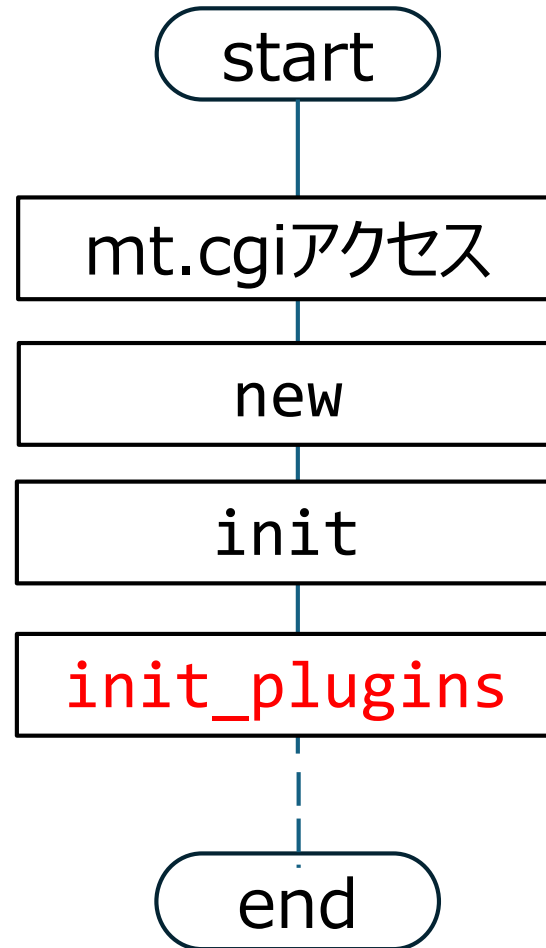 start
mt.cgiアクセス
new
init
init_plugins
end